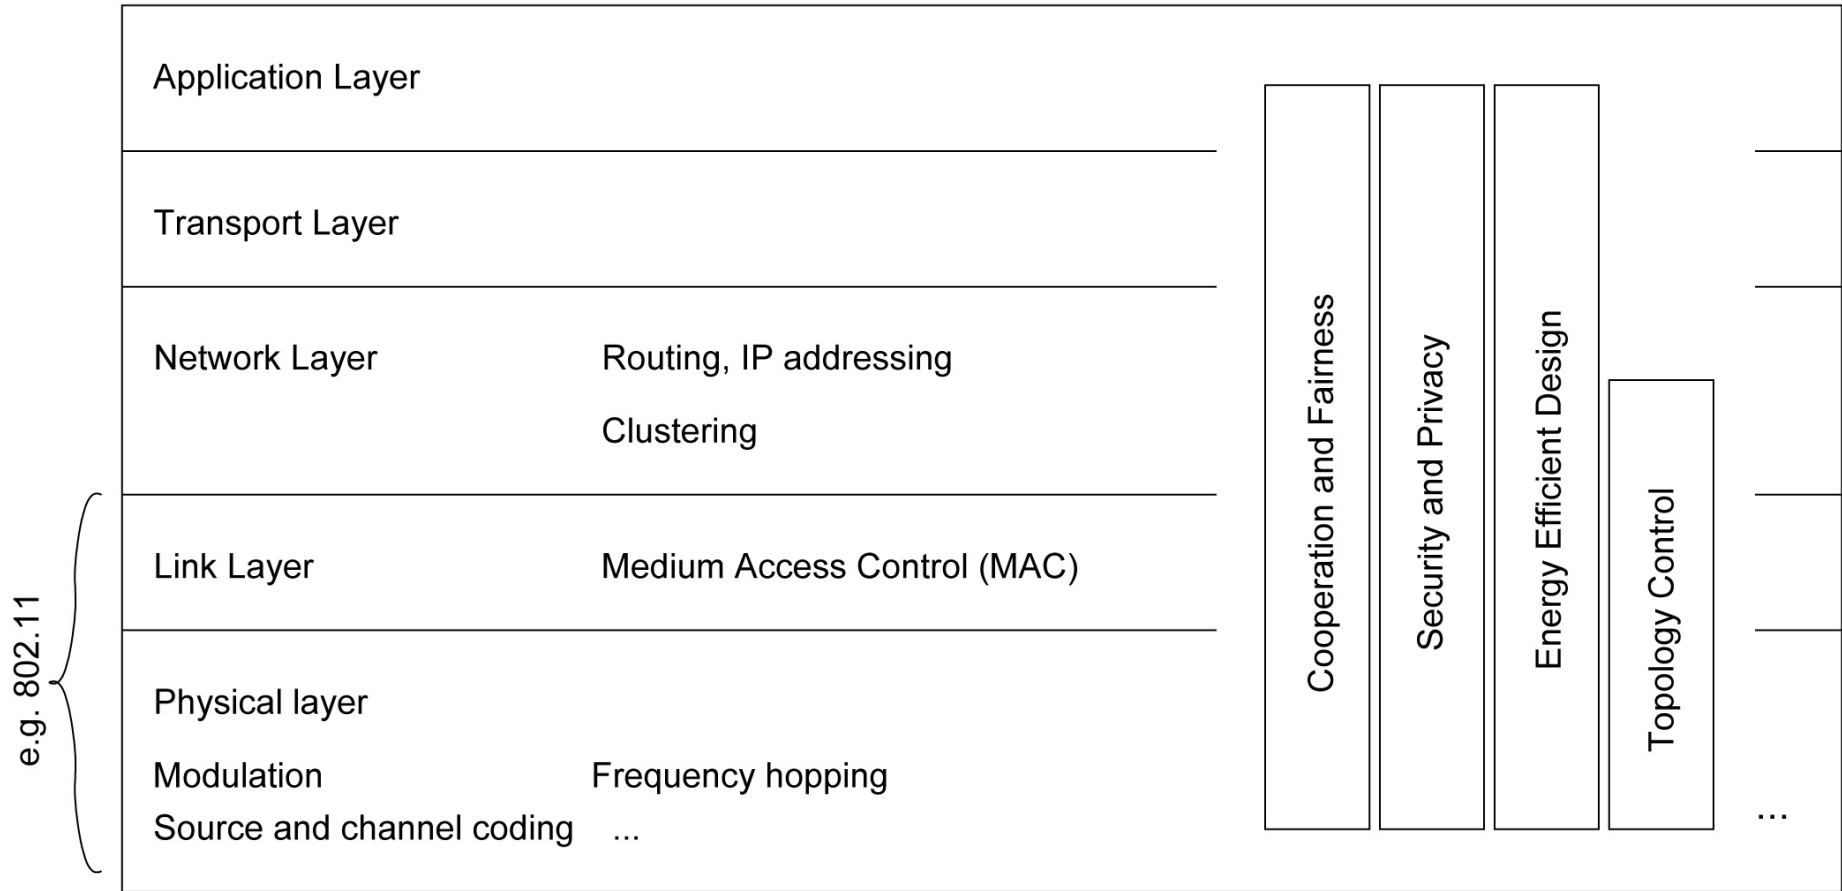 Application Layer
Transport Layer
Network Layer
Routing, IP addressing
Clustering
Link Layer
Medium Access Control (MAC)
Physical layer
Modulation
Frequency hopping
Source and channel coding
...
e.g. 802.11
Cooperation and Fairness
Security and Privacy
Energy Efficient Design
Topology Control
...